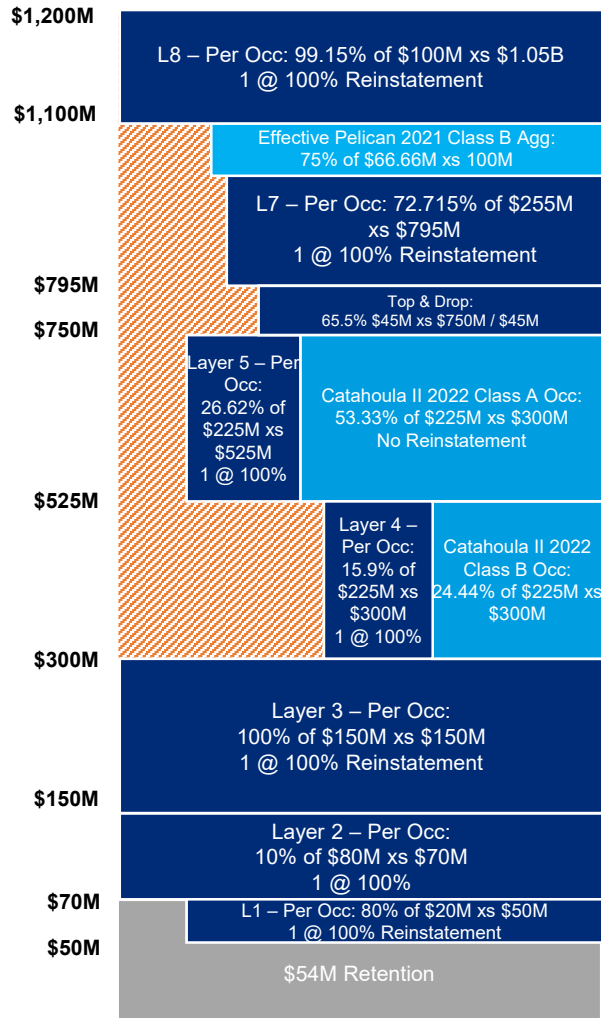 $1,200M
L8 – Per Occ: 99.15% of $100M xs $1.05B
1 @ 100% Reinstatement
$1,100M
Effective Pelican 2021 Class B Agg:
75% of $66.66M xs 100M
L7 – Per Occ: 72.715% of $255M
xs $795M
1 @ 100% Reinstatement
$795M
Top & Drop:
65.5% $45M xs $750M / $45M
$750M
Layer 5 – Per
Occ:
26.62% of
$225M xs
$525M
1 @ 100%
Catahoula II 2022 Class A Occ:
53.33% of $225M xs $300M
No Reinstatement
$525M
Layer 4 –
Per Occ:
15.9% of
$225M xs
$300M
1 @ 100%
Catahoula II 2022
Class B Occ:
24.44% of $225M xs
$300M
$300M
Layer 3 – Per Occ:
100% of $150M xs $150M
1 @ 100% Reinstatement
$150M
Layer 2 – Per Occ:
10% of $80M xs $70M
1 @ 100%
$70M
L1 – Per Occ: 80% of $20M xs $50M
1 @ 100% Reinstatement
$50M
$54M Retention